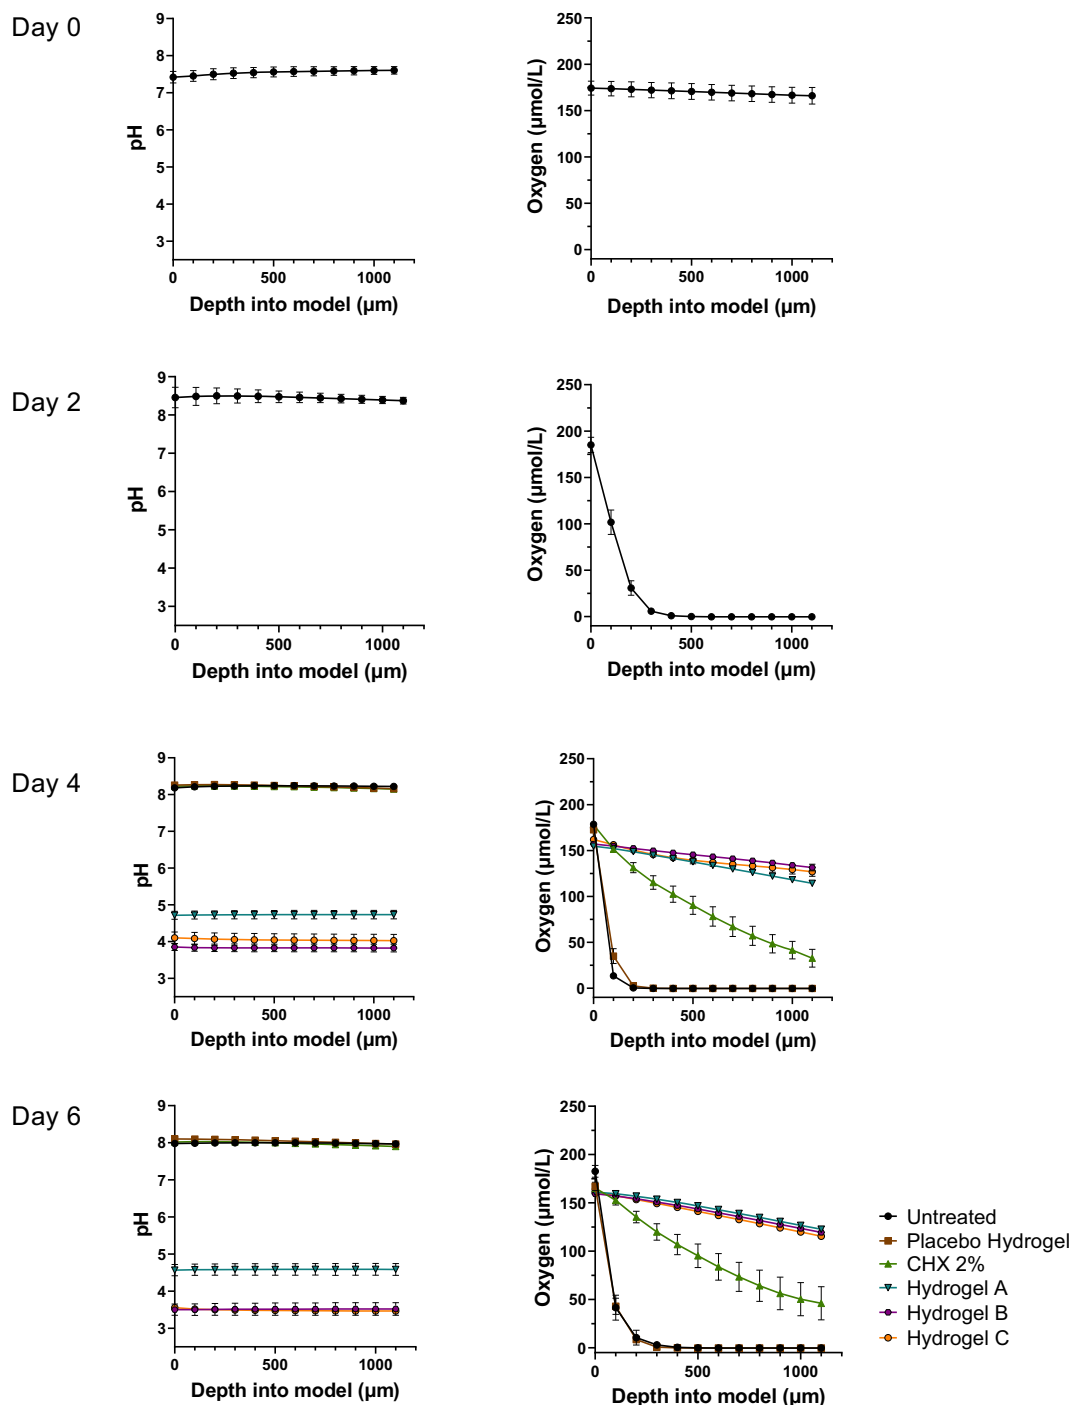 Day 0
9
8
7
6
5
4
3
pH
0
500
1000
Depth into model (µm)
250
200
150
100
50
0
Oxygen (µmol/L)
0
500
1000
Depth into model (µm)
Day 2
9
8
7
6
5
4
3
pH
0
500
1000
Depth into model (µm)
250
200
150
100
50
0
Oxygen (µmol/L)
0
500
1000
Depth into model (µm)
Day 4
9
8
7
6
5
4
3
pH
0
500
1000
Depth into model (µm)
250
200
150
100
50
0
Oxygen (µmol/L)
0
500
1000
Depth into model (µm)
Day 6
9
8
7
6
5
4
3
pH
0
500
1000
Depth into model (µm)
250
200
150
100
50
0
Oxygen (µmol/L)
0
500
1000
Depth into model (µm)
Untreated
Placebo Hydrogel
CHX 2%
Hydrogel A
Hydrogel B
Hydrogel C